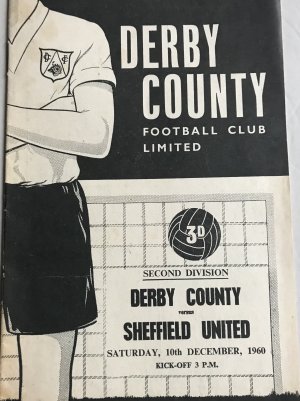 DERBY
COUNTY
FOOTBALL CLUB
LIMITED
3D
SECOND DIVISION
DERBY COUNTY
versus
SHEFFIELD UNITED
SATURDAY, 10th DECEMBER, 1960
KICK-OFF 3 P.M.